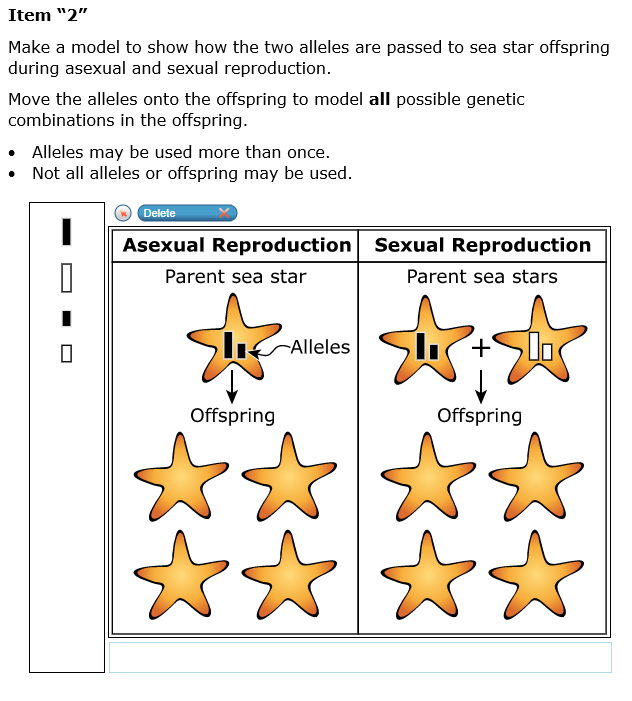 Item “2”
Make a model to show how the two alleles are passed to sea star offspring
during asexual and sexual reproduction.
Move the alleles onto the offspring to model all possible genetic
combinations in the offspring.
• Alleles may be used more than once.
• Not all alleles or offspring may be used.
Delete
Asexual Reproduction
Sexual Reproduction
Parent sea star
Parent sea stars
Alleles
+
Offspring
Offspring